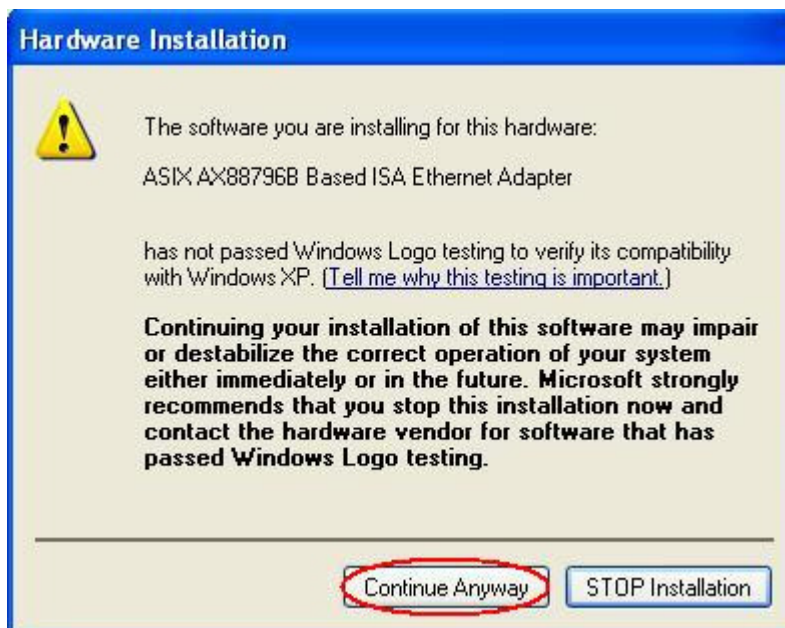 Hardware Installation
The software you are installing for this hardware:
ASIX AX88796B Based ISA Ethernet Adapter
has not passed Windows Logo testing to verify its compatibility
with Windows XP. (Tell me why this testing is important.)
Continuing your installation of this software may impair
or destabilize the correct operation of your system
either immediately or in the future. Microsoft strongly
recommends that you stop this installation now and
contact the hardware vendor for software that has
passed Windows Logo testing.
Continue Anyway
STOP Installation